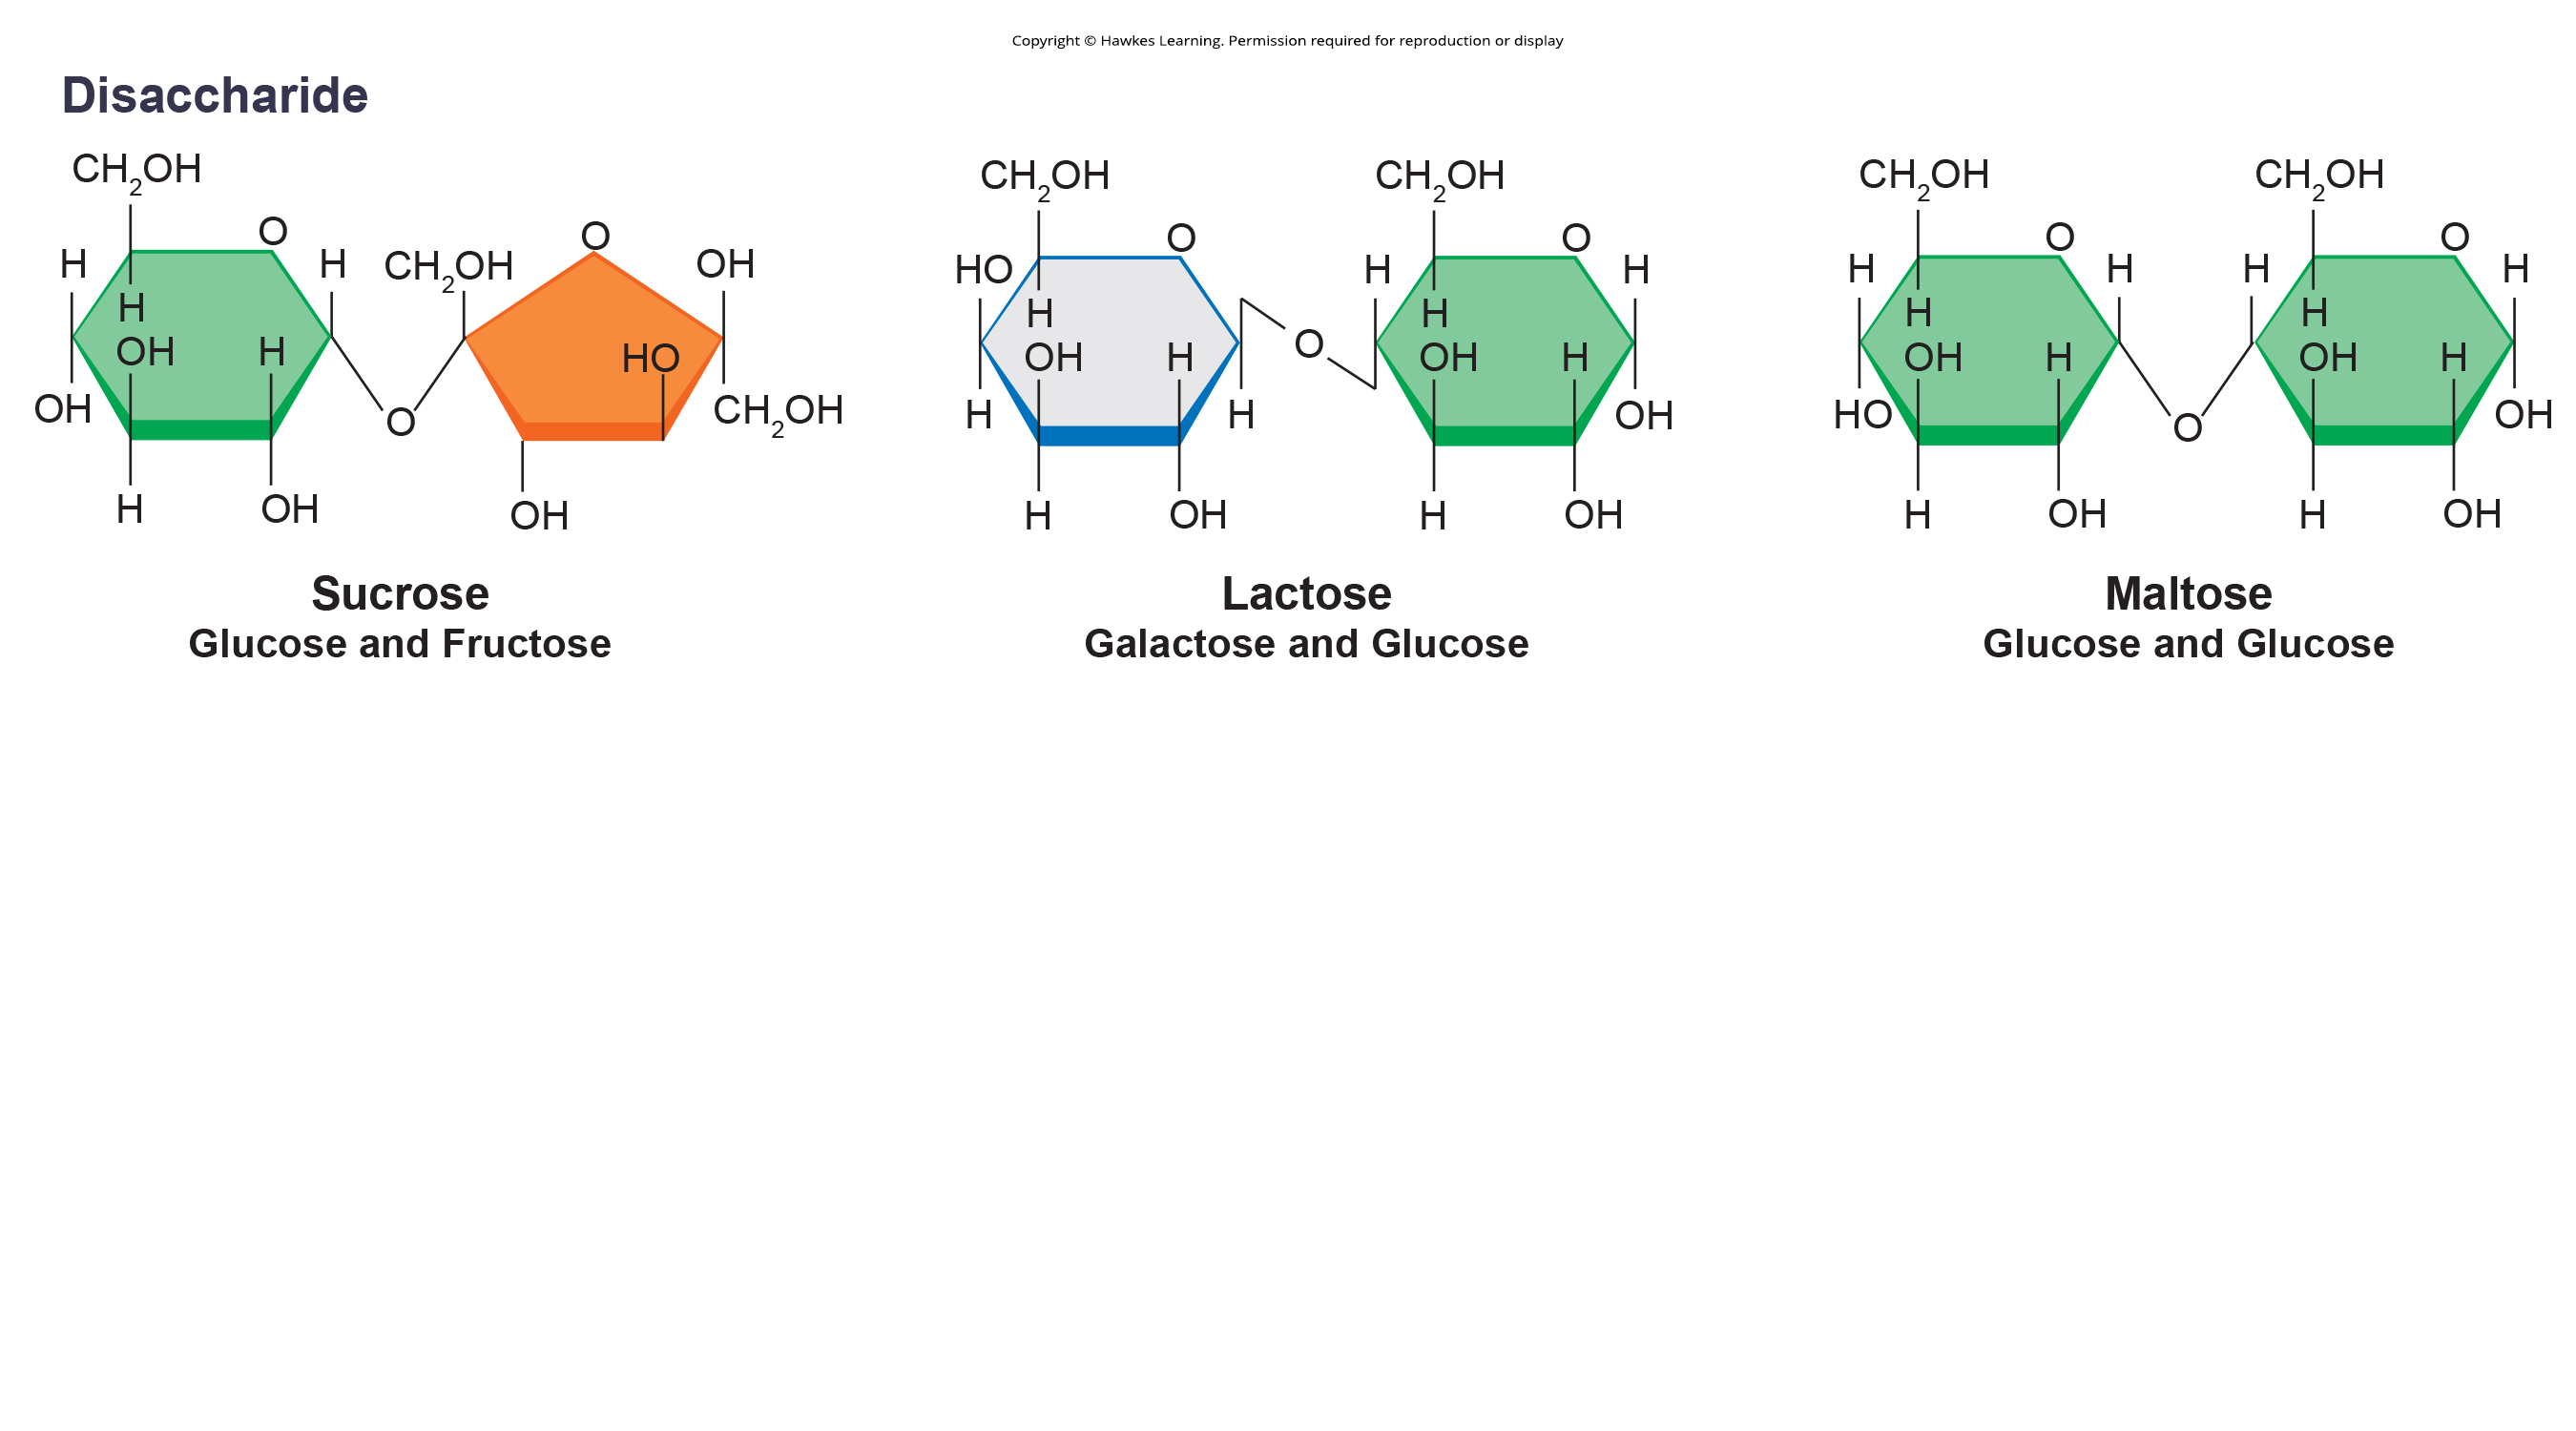 Copyright © Hawkes Learning. Permission required for reproduction or display
Disaccharide
CH2OH
O
H H CH2OH O OH
H
OH H HO
OH O CH2OH
H OH OH
Sucrose
Glucose and Fructose
CH2OH CH2OH
O O
HO H H
H H
OH H O OH H
H H OH
H OH H OH
Lactose
Galactose and Glucose
CH2OH CH2OH
O O
H H H H
H H
OH H OH H
HO O OH
H OH H OH
Maltose
Glucose and Glucose